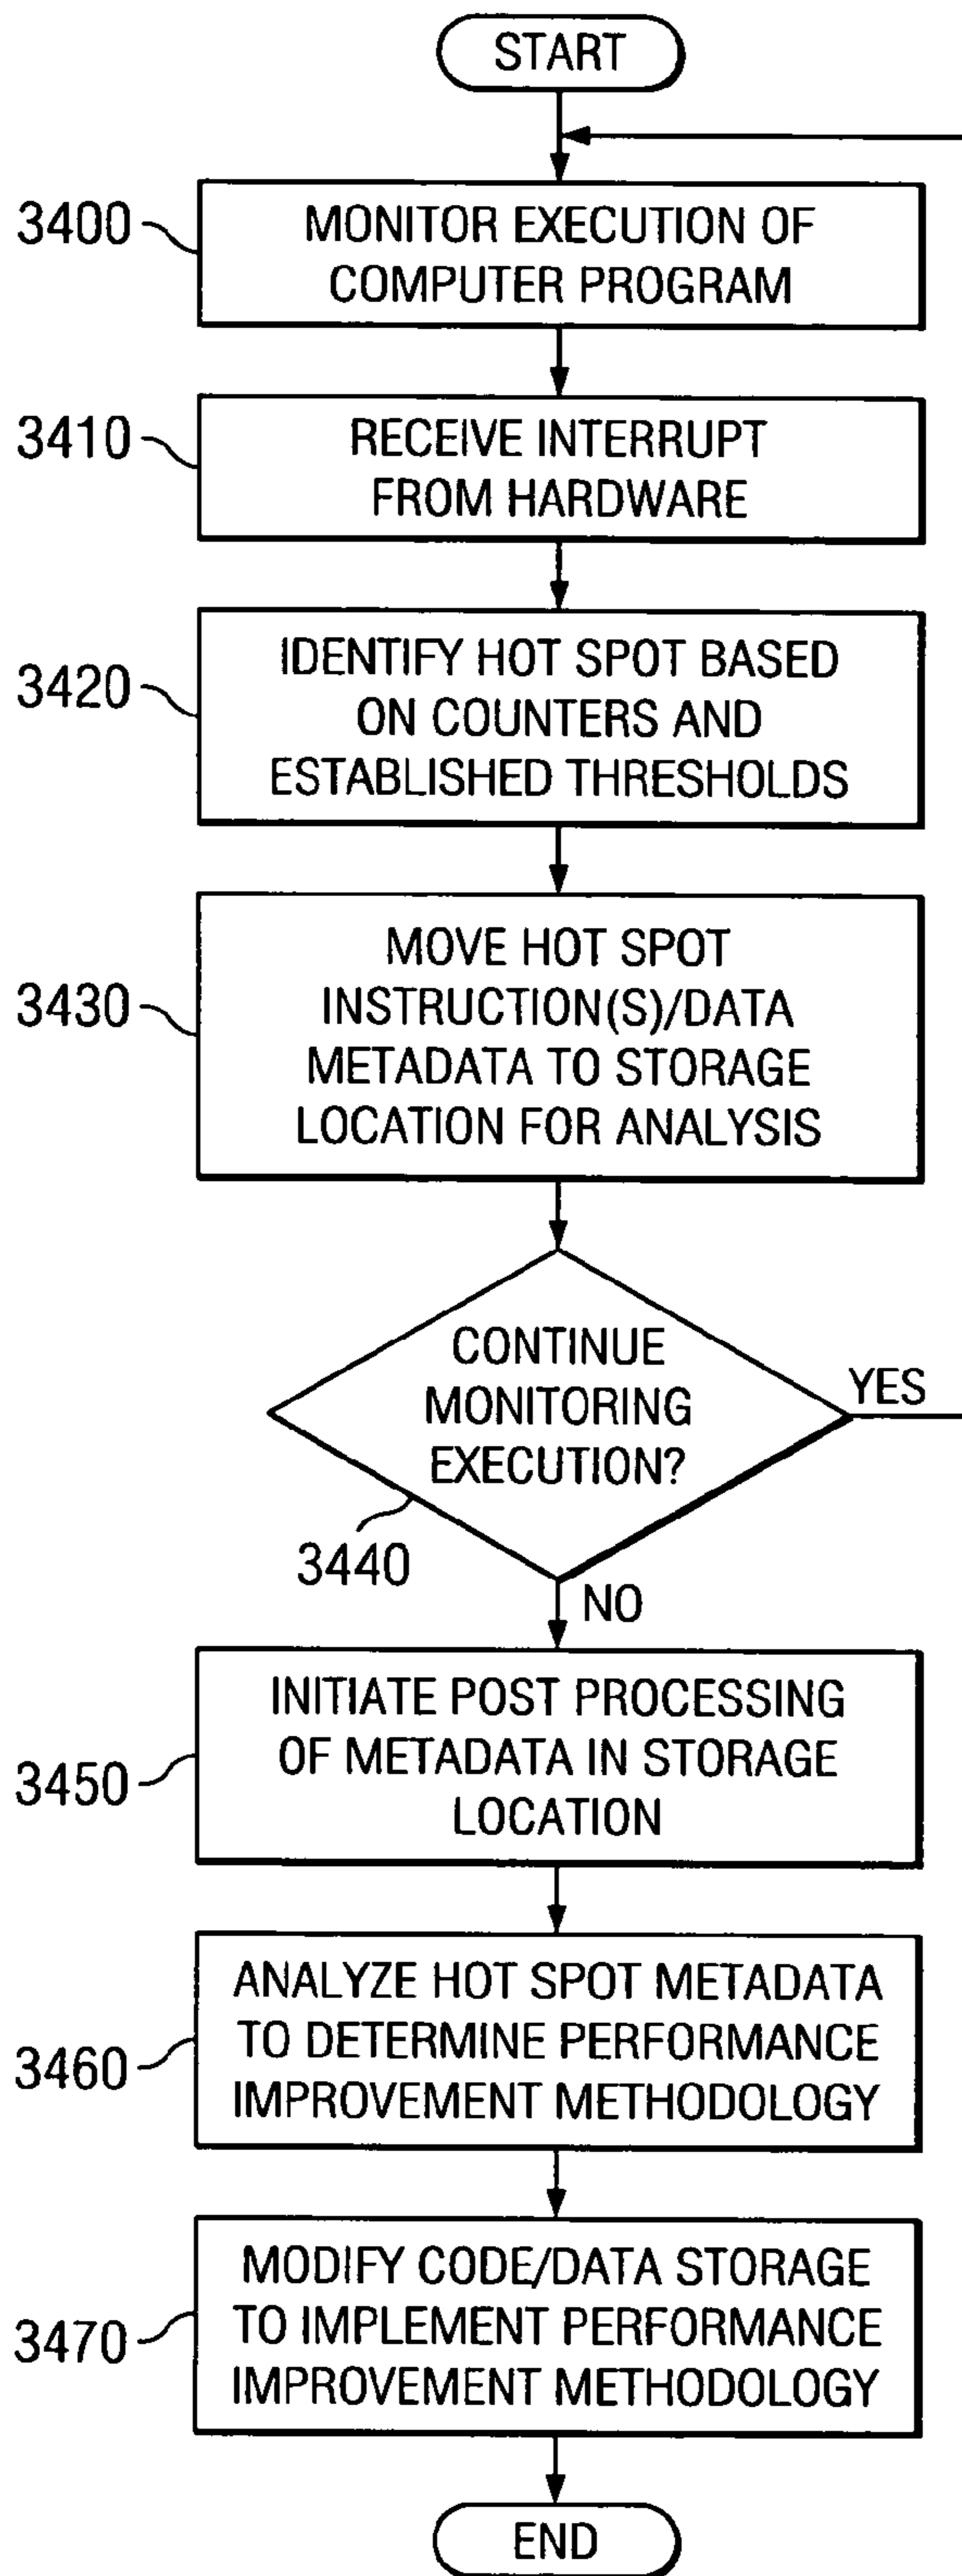 START
3400
MONITOR EXECUTION OF
COMPUTER PROGRAM
3410
RECEIVE INTERRUPT
FROM HARDWARE
3420
IDENTIFY HOT SPOT BASED
ON COUNTERS AND
ESTABLISHED THRESHOLDS
3430
MOVE HOT SPOT
INSTRUCTION(S)/DATA
METADATA TO STORAGE
LOCATION FOR ANALYSIS
CONTINUE
MONITORING
EXECUTION?
YES
3440
NO
3450
INITIATE POST PROCESSING
OF METADATA IN STORAGE
LOCATION
3460
ANALYZE HOT SPOT METADATA
TO DETERMINE PERFORMANCE
IMPROVEMENT METHODOLOGY
3470
MODIFY CODE/DATA STORAGE
TO IMPLEMENT PERFORMANCE
IMPROVEMENT METHODOLOGY
END